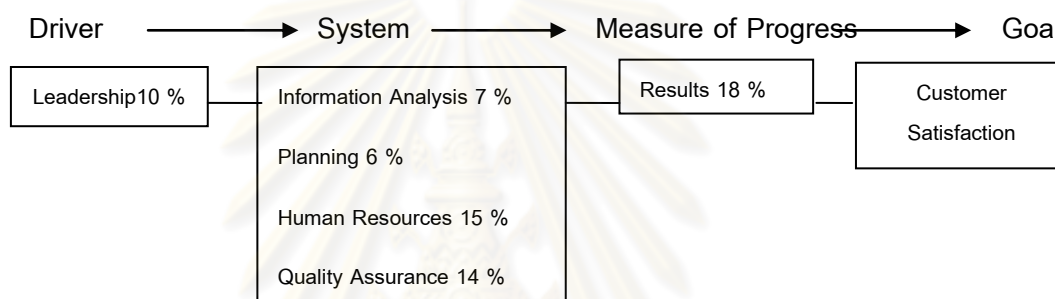 Driver System Measure of Progress Goa
Leadership10 % Information Analysis 7 % Results 18 % Customer
Satisfaction
Planning 6 %
Human Resources 15 %
Quality Assurance 14 %